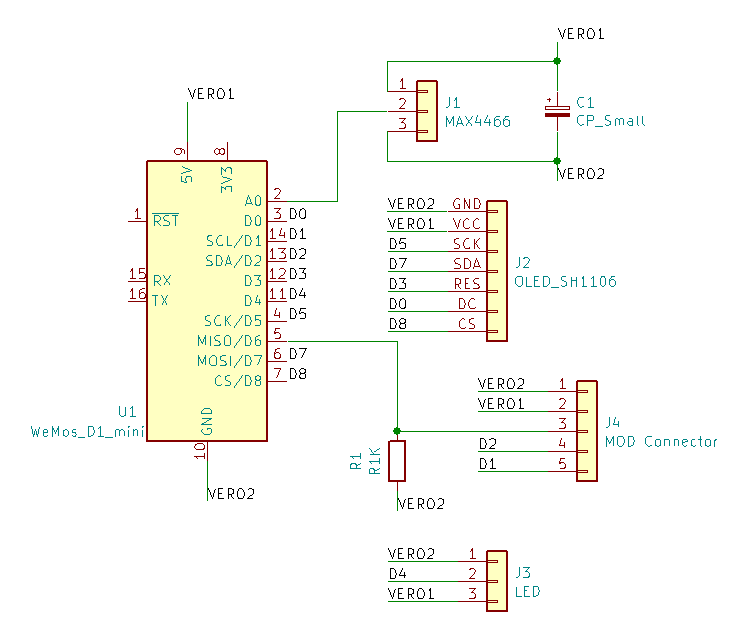 VERO1
VERO1
9
8
5V
3V3
1
2
3
J1
MAX4466
C1
CP_Small
VERO2
A0
2
1
RST
D0
3
D0
SCL/D1
14
D1
SDA/D2
13
D2
15
RX
D3
12
D3
16
TX
D4
11
D4
SCK/D5
4
D5
MISO/D6
5
MOSI/D7
6
D7
CS/D8
7
D8
GND
10
U1
WeMos_D1_mini
VERO2
VERO2
GND
VERO1
VCC
D5
SCK
D7
SDA
D3
RES
D0
DC
D8
CS
J2
OLED_SH1106
VERO2
1
VERO1
2
3
D2
4
D1
5
J4
MOD Connector
R1
R1K
VERO2
VERO2
1
D4
2
VERO1
3
J3
LED